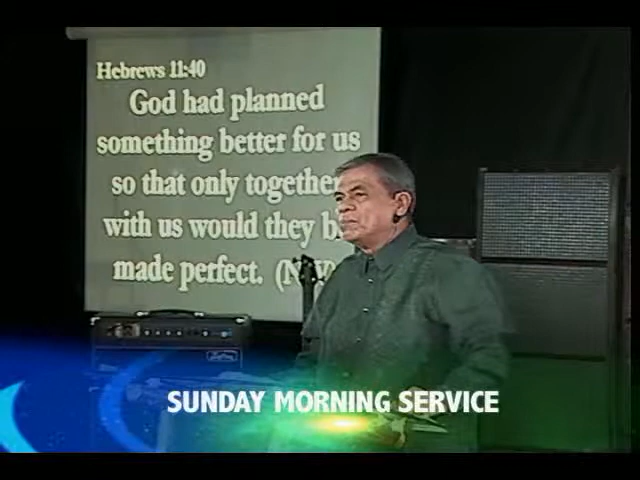 Hebrews 11:40
God had planned
something better for us
so that only together
with us would they
made perfect.
SUNDAY MORNING SERVICE